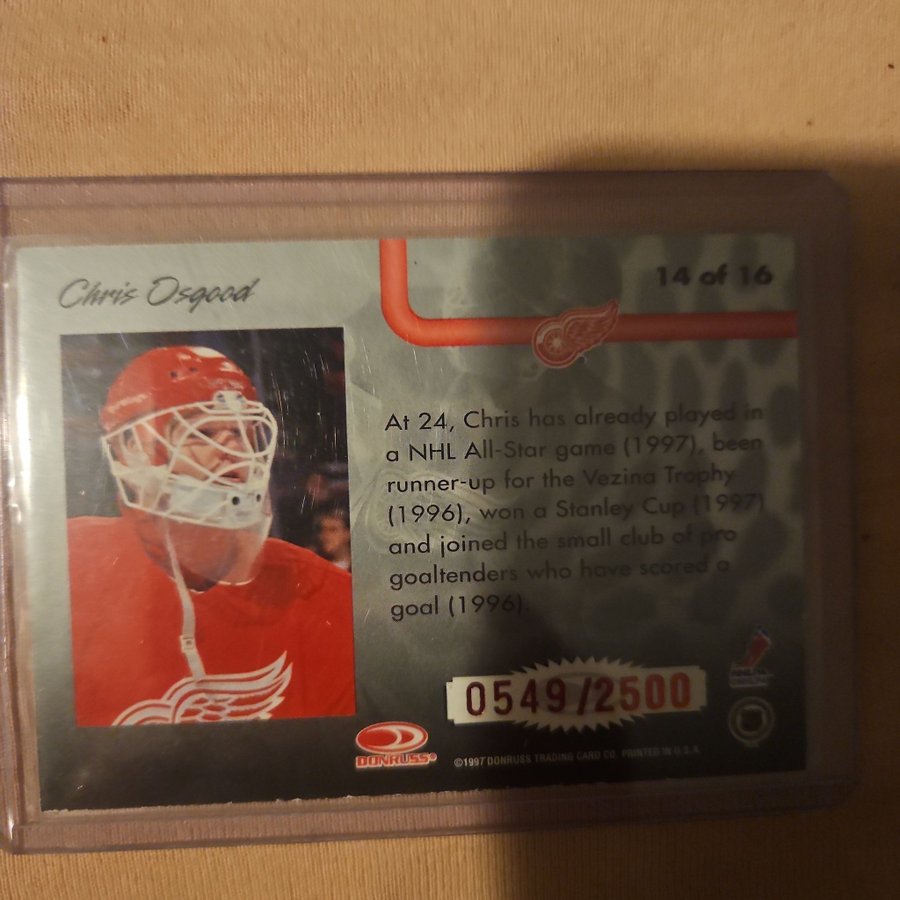 Chris Osgood
14 of 16
At 24, Chris has already played in
a NHL All-Star game (1997), been
runner-up for the Vezina Trophy
(1996), won a Stanley Cup (1997)
and joined the small club of pro
goaltenders who have scored a
goal (1996).
0549/2500
DONRUSS®
©1997 DONRUSS TRADING CARD CO. PRINTED IN U.S.A.